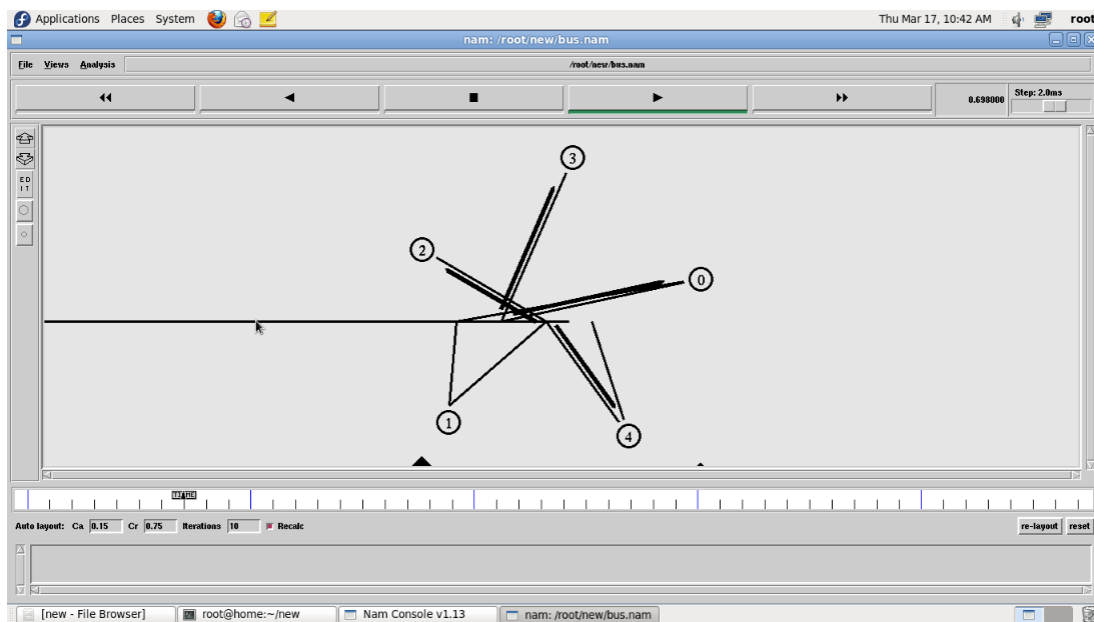 Applications Places System Thu Mar 17, 10:42 AM root
nam: /root/new/bus.nam
File Views Analysis /root/new/bus.nam
0.698000 Step: 2.0ms
ED
IT
3
2
0
1
4
TIME
Auto layout: Ca 0.15 Cr 0.75 Iterations 10 Recalc re-layout reset
[new - File Browser] root@home:~/new Nam Console v1.13 nam: /root/new/bus.nam